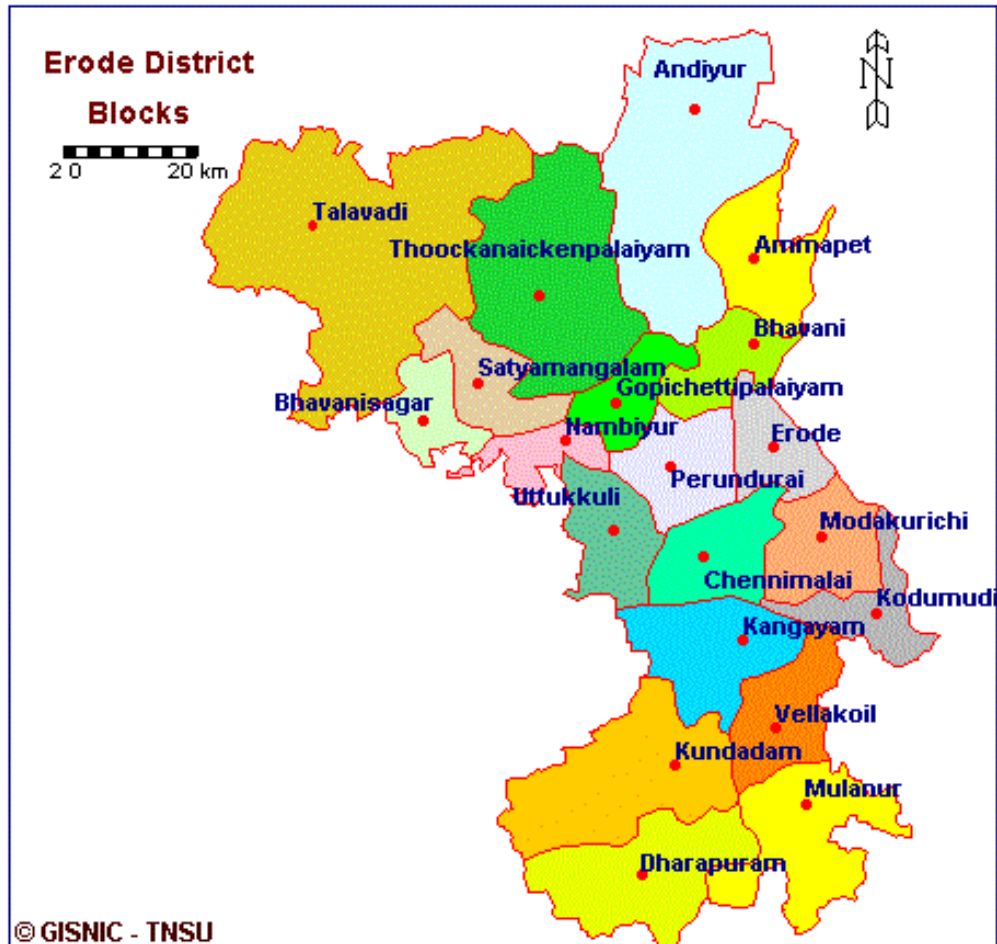 Erode District
Blocks
2 0 20 km
N
Andiyur
Talavadi
Thoockanaickenpalaiyam
Ammapet
Bhavani
Satyamangalam
Gopichettipalaiyam
Bhavanisagar
Nambiyur
Erode
Perundurai
Uttukkuli
Modakurichi
Chennimalai
Kodumudi
Kangayam
Vellakoil
Kundadam
Mulanur
Dharapuram
© GISNIC - TNSU